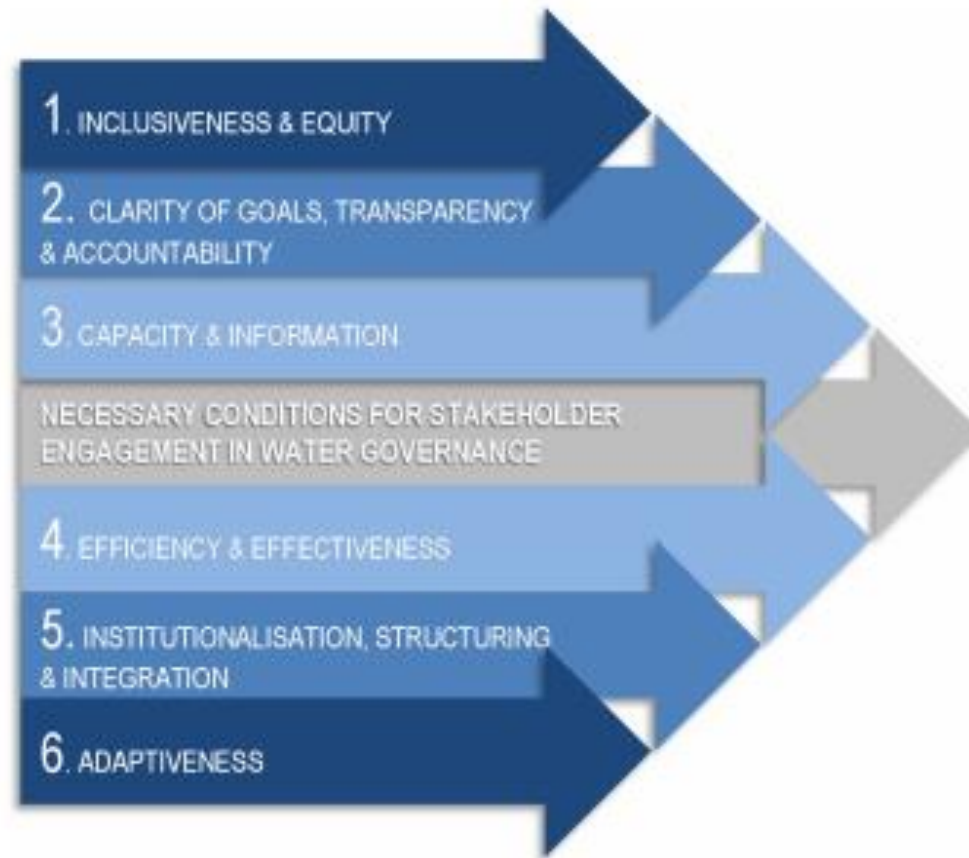 1. INCLUSIVENESS & EQUITY
2. CLARITY OF GOALS, TRANSPARENCY
& ACCOUNTABILITY
3. CAPACITY & INFORMATION
NECESSARY CONDITIONS FOR STAKEHOLDER
ENGAGEMENT IN WATER GOVERNANCE
4. EFFICIENCY & EFFECTIVENESS
5. INSTITUTIONALISATION, STRUCTURING
& INTEGRATION
6. ADAPTIVENESS